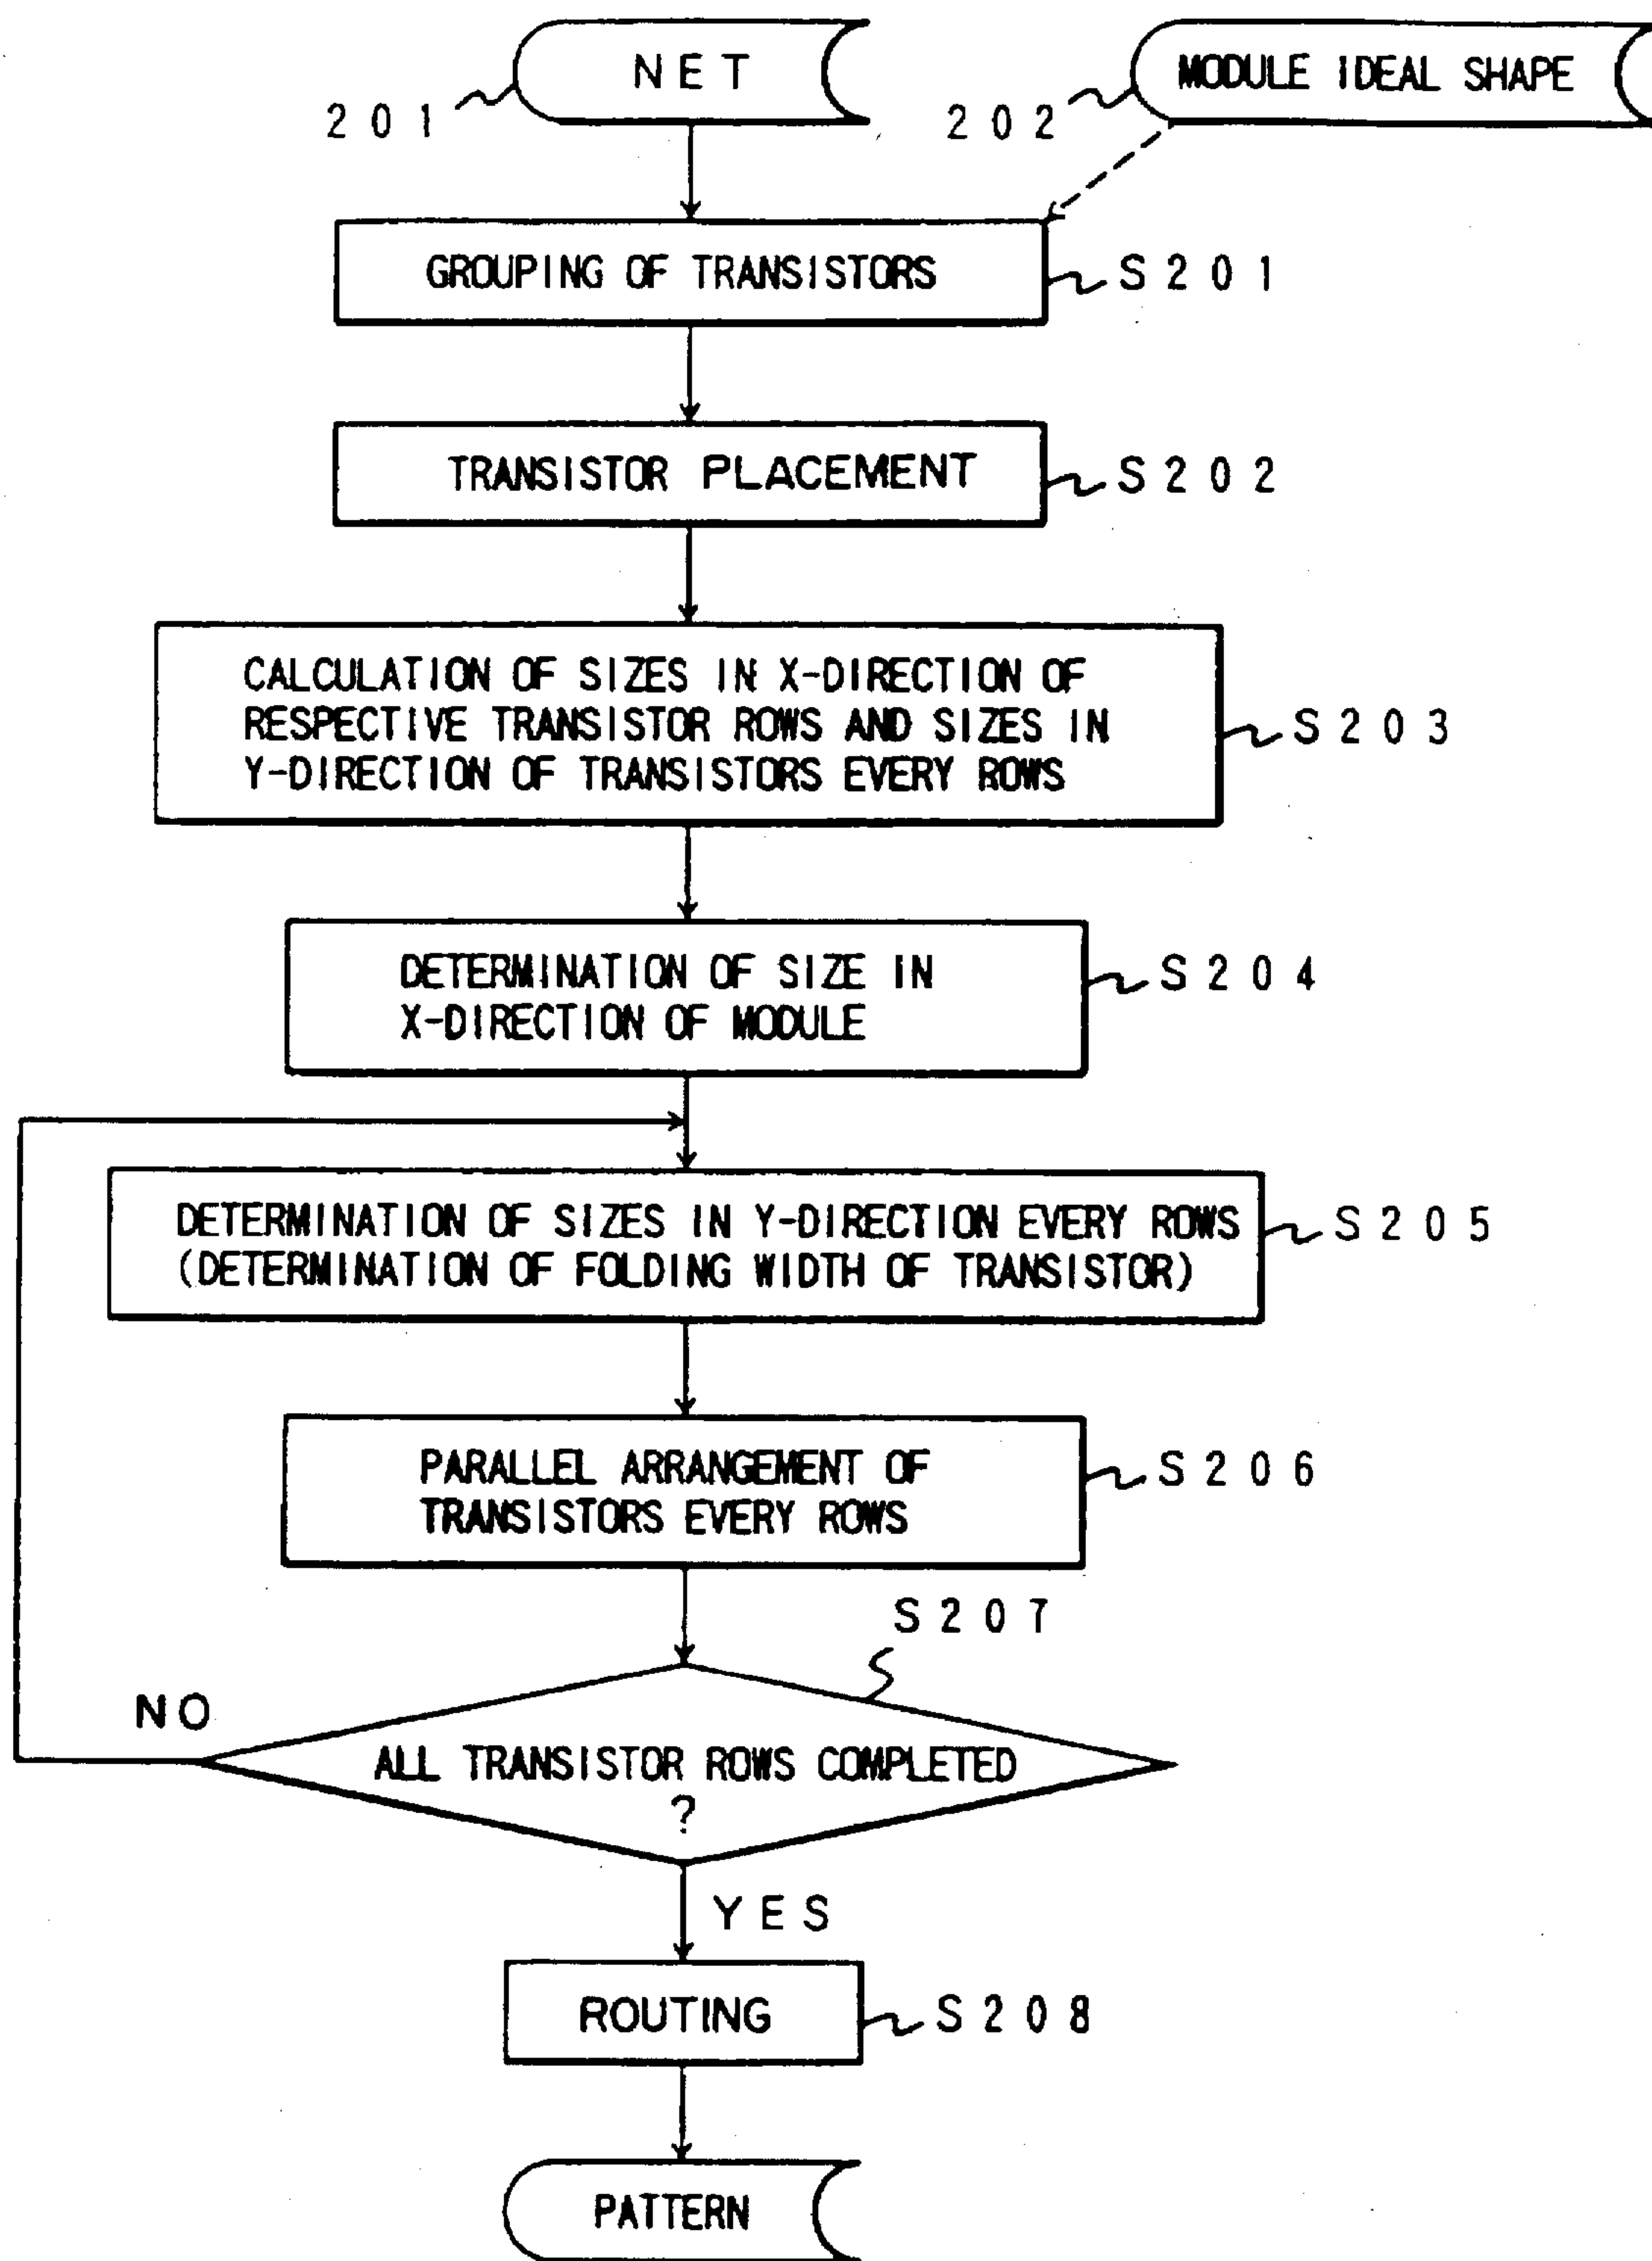 NET
MODULE IDEAL SHAPE
201
202
GROUPING OF TRANSISTORS
S201
TRANSISTOR PLACEMENT
S202
CALCULATION OF SIZES IN X-DIRECTION OF
RESPECTIVE TRANSISTOR ROWS AND SIZES IN
Y-DIRECTION OF TRANSISTORS EVERY ROWS
S203
DETERMINATION OF SIZE IN
X-DIRECTION OF MODULE
S204
DETERMINATION OF SIZES IN Y-DIRECTION EVERY ROWS
(DETERMINATION OF FOLDING WIDTH OF TRANSISTOR)
S205
PARALLEL ARRANGEMENT OF
TRANSISTORS EVERY ROWS
S206
S207
NO
ALL TRANSISTOR ROWS COMPLETED
?
YES
ROUTING
S208
PATTERN